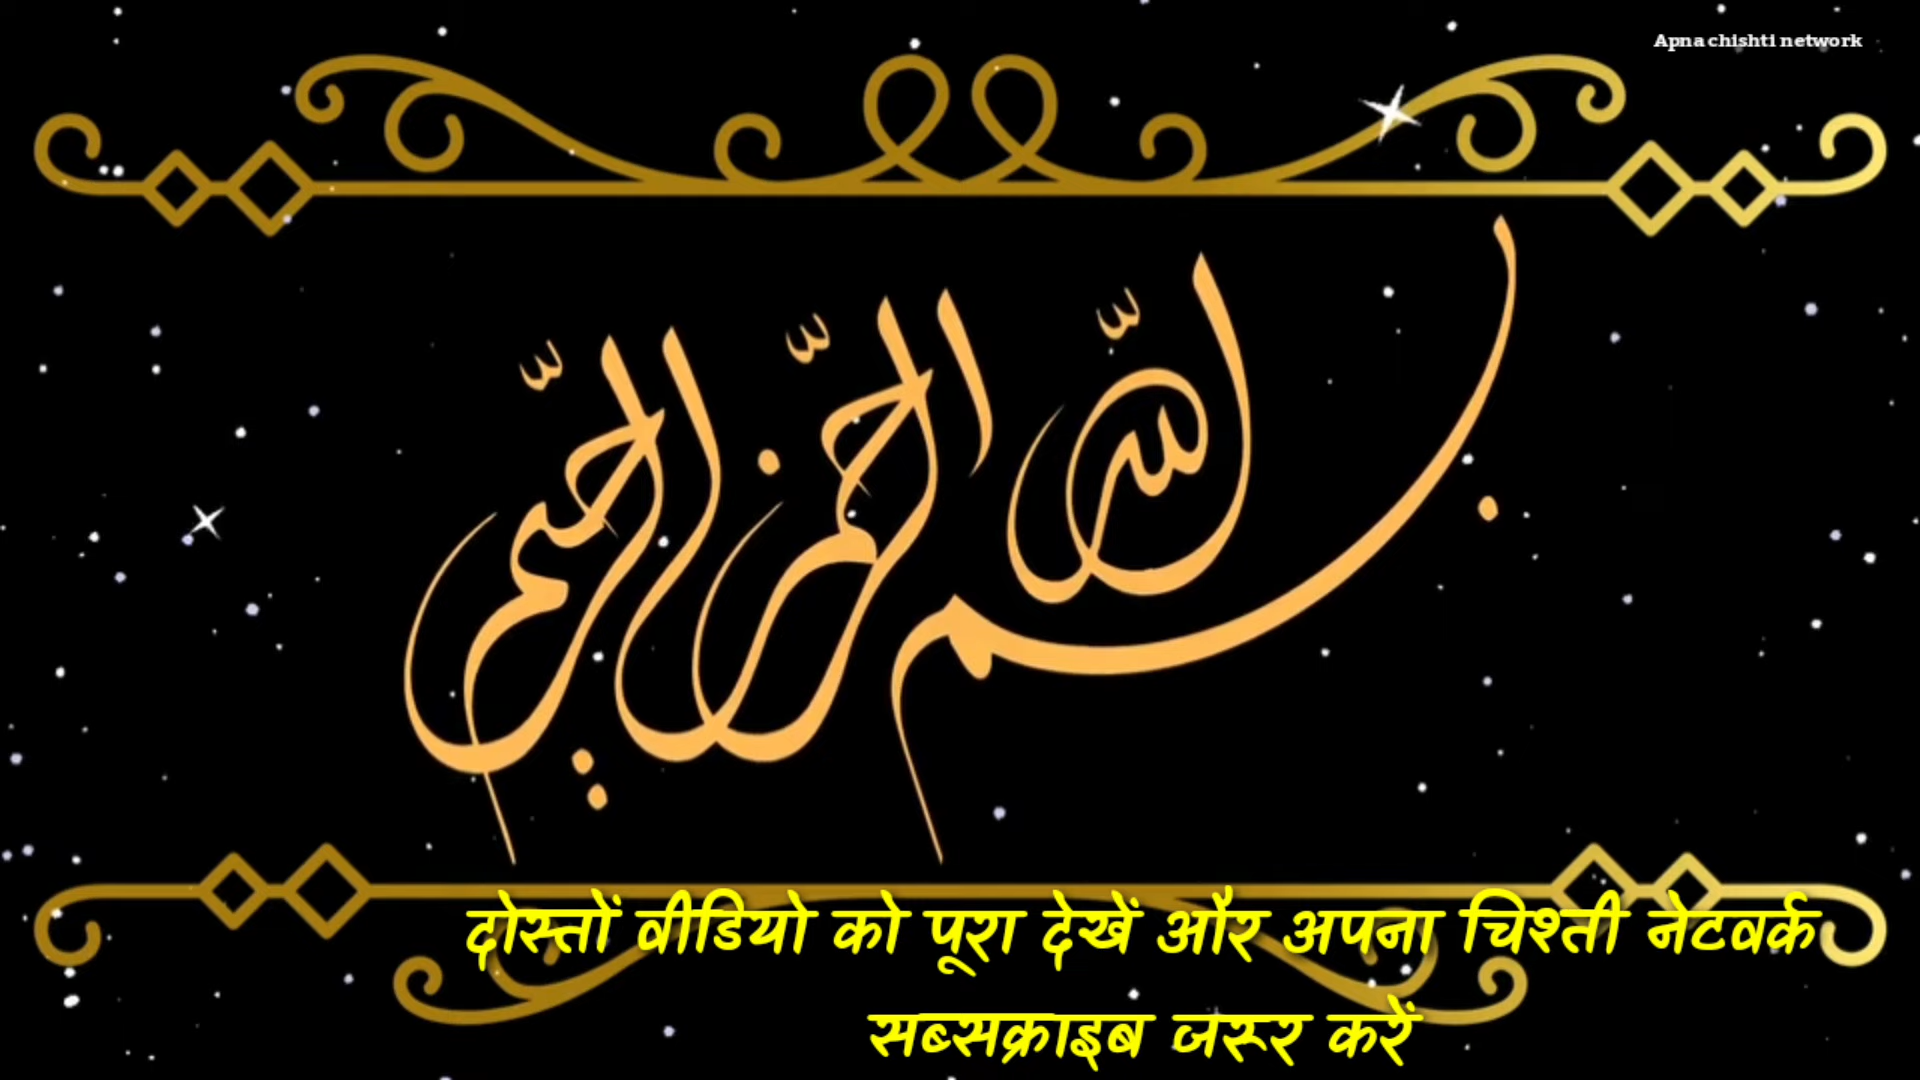 Apna chishti network
بسم الله الرحمن الرحيم
दोस्तों वीडियो को पूरा देखें और अपना चिश्ती नेटवर्क
सब्सक्राइब जरूर करें